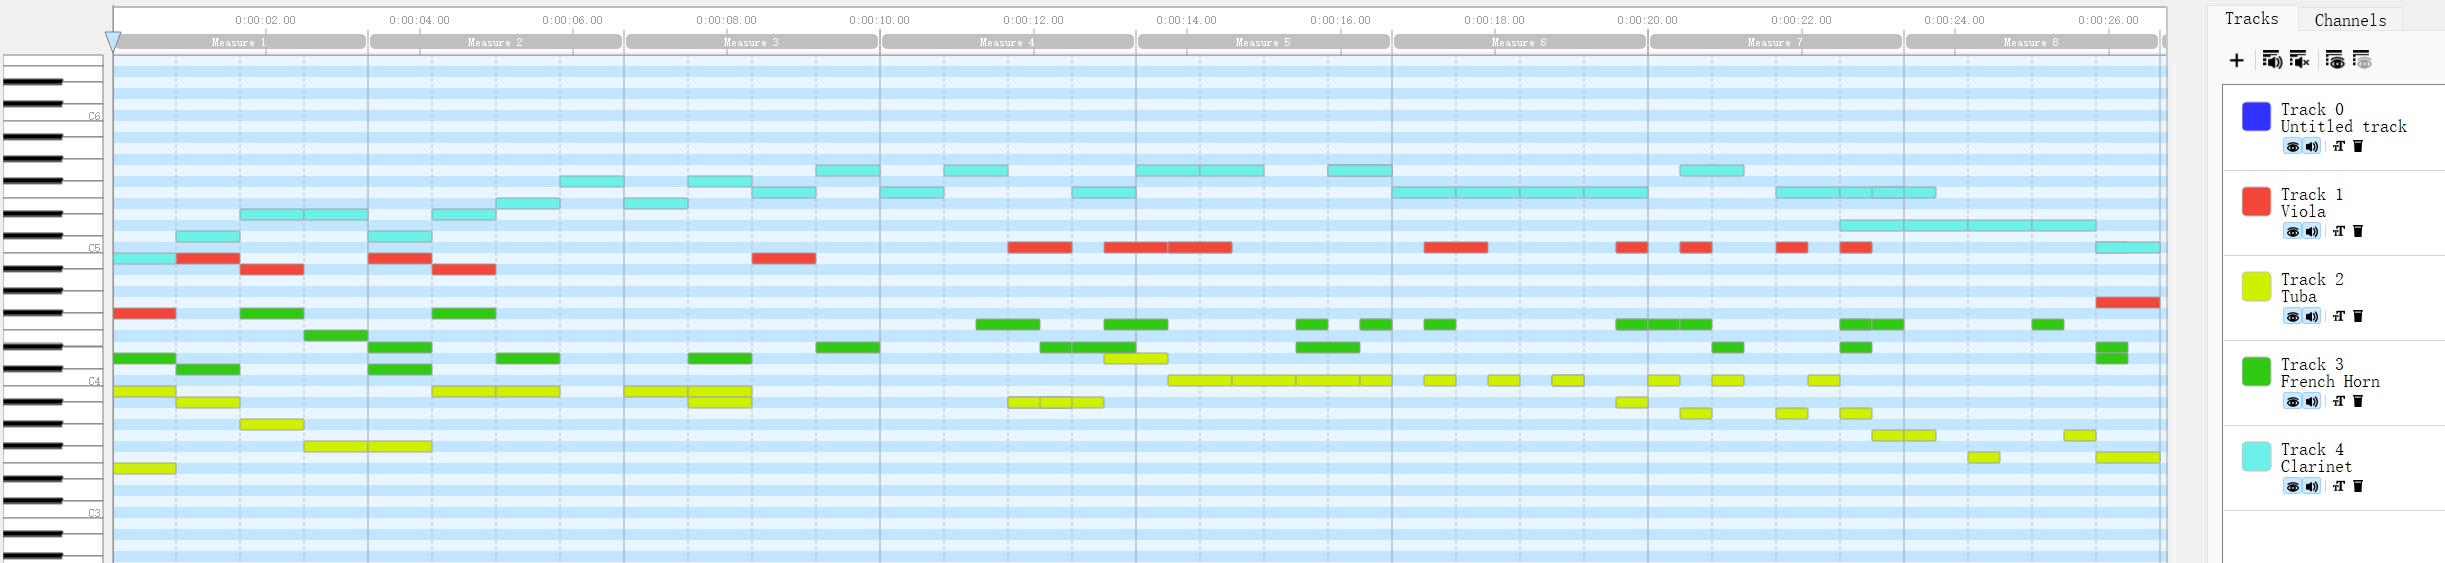 0:00:02.00 0:00:04.00 0:00:06.00 0:00:08.00 0:00:10.00 0:00:12.00 0:00:14.00 0:00:16.00 0:00:18.00 0:00:20.00 0:00:22.00 0:00:24.00 0:00:26.00
Measure 1 Measure 2 Measure 3 Measure 4 Measure 5 Measure 6 Measure 7 Measure 8
C6
C5
C4
C3
Tracks Channels
Track 0
Untitled track
Track 1
Viola
Track 2
Tuba
Track 3
French Horn
Track 4
Clarinet